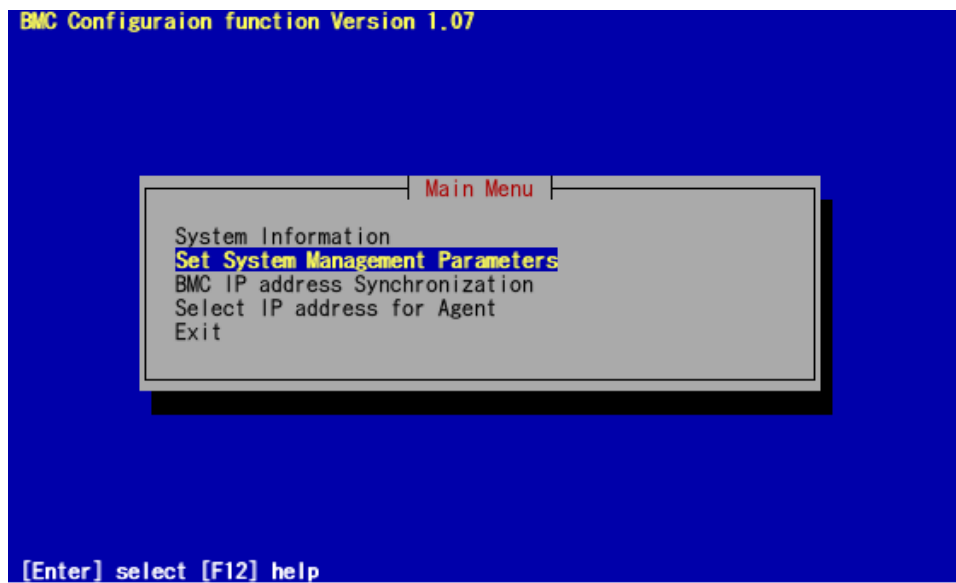 BMC Configuraion function Version 1.07
Main Menu
System Information
Set System Management Parameters
BMC IP address Synchronization
Select IP address for Agent
Exit
[Enter] select [F12] help